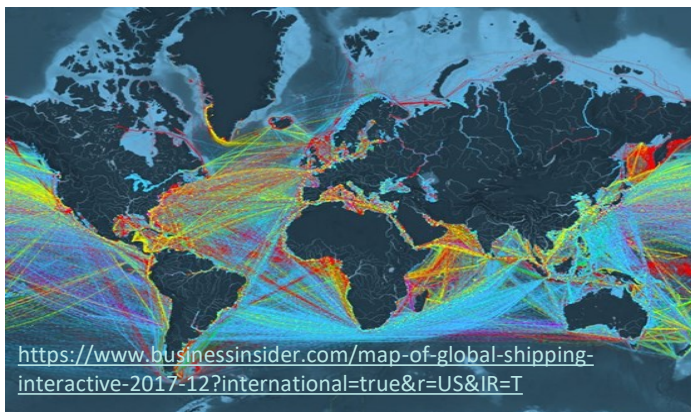 https://www.businessinsider.com/map-of-global-shipping-
interactive-2017-12?international=true&r=US&IR=T